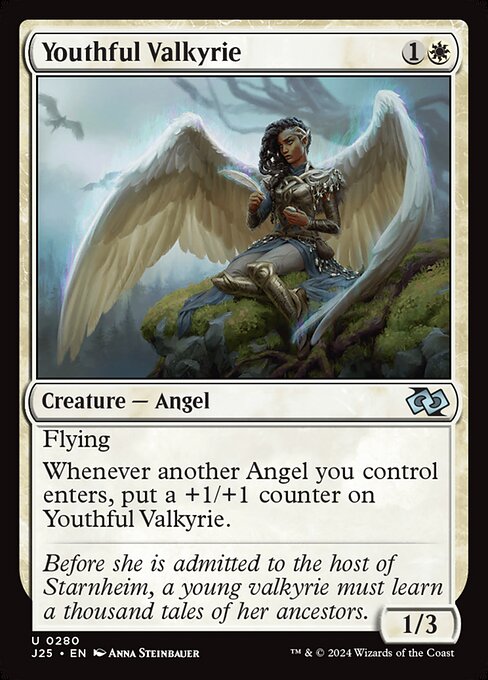 Youthful Valkyrie 1
Creature — Angel
Flying
Whenever another Angel you control
enters, put a +1/+1 counter on
Youthful Valkyrie.
Before she is admitted to the host of
Starnheim, a young valkyrie must learn
a thousand tales of her ancestors.
1/3
U 0280
J25 • EN Anna Steinbauer
™ & © 2024 Wizards of the Coast